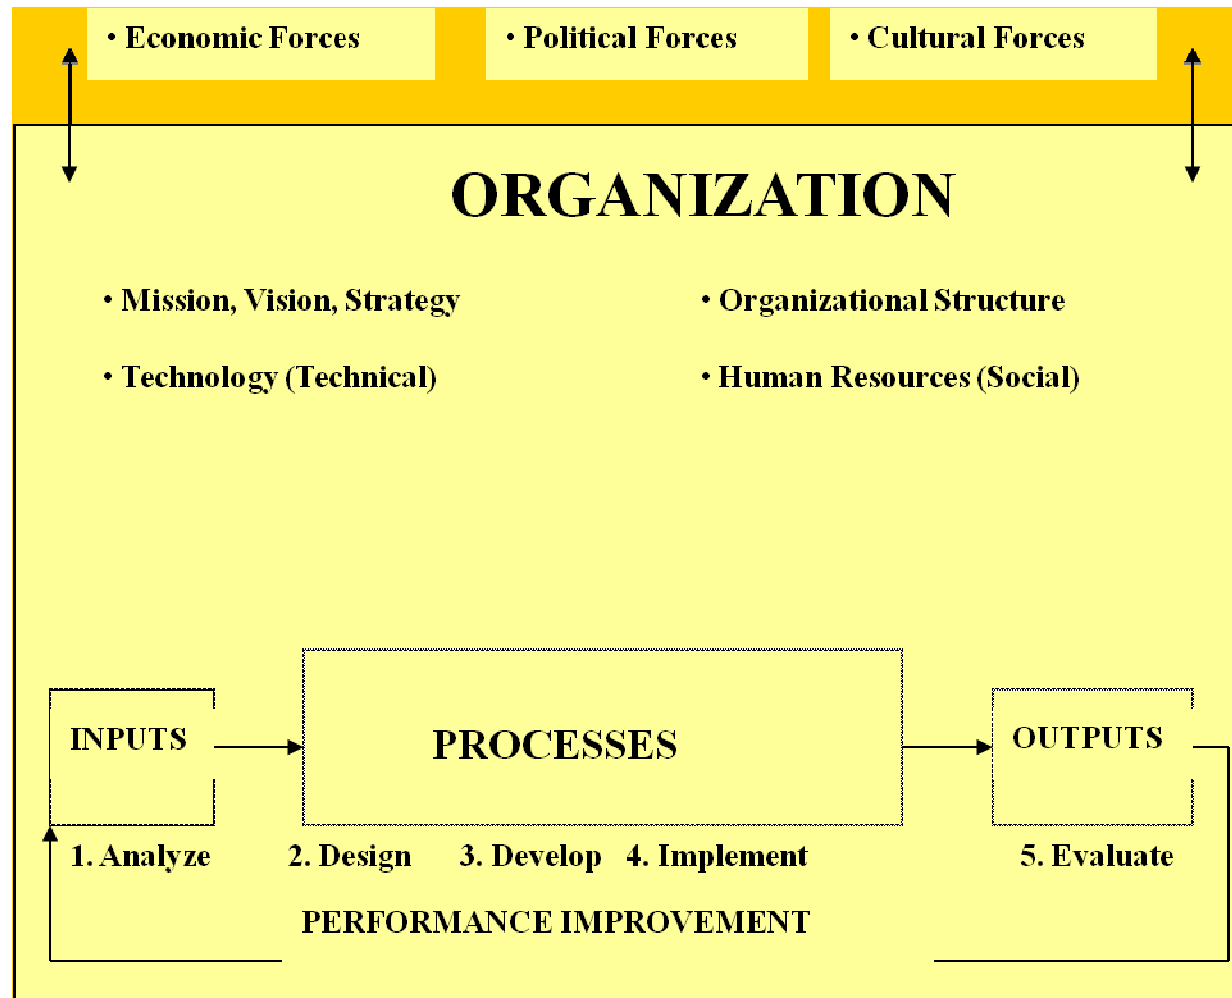 • Economic Forces • Political Forces • Cultural Forces
ORGANIZATION
• Mission, Vision, Strategy • Organizational Structure
• Technology (Technical) • Human Resources (Social)
INPUTS PROCESSES OUTPUTS
1. Analyze 2. Design 3. Develop 4. Implement 5. Evaluate
PERFORMANCE IMPROVEMENT